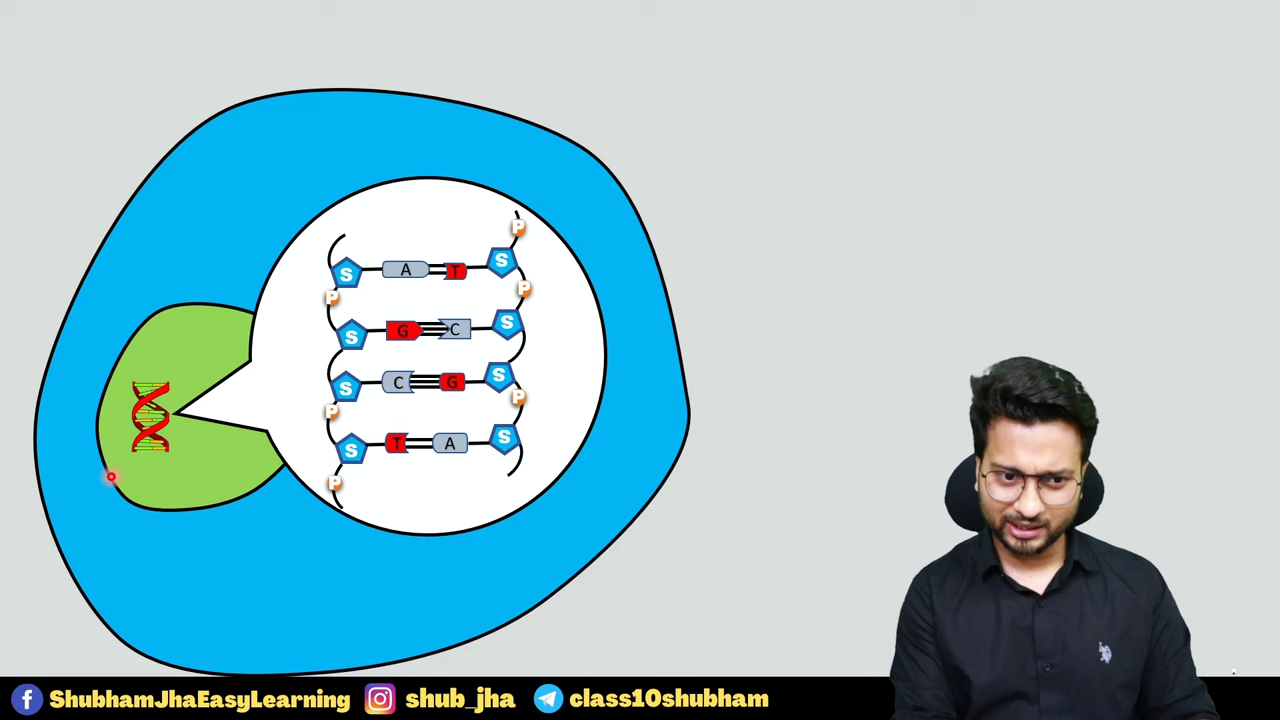 P
S A T S
P P
S G C S
S C G S
P P
S T A S
P
ShubhamJhaEasyLearning shub_jha class10shubham